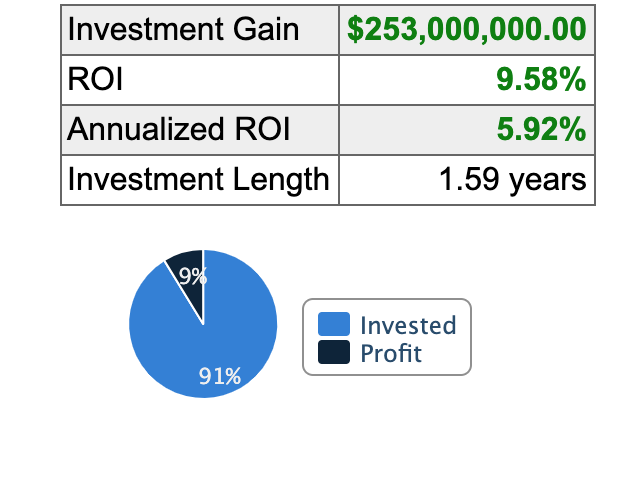 Investment Gain $253,000,000.00
ROI 9.58%
Annualized ROI 5.92%
Investment Length 1.59 years
9%
Invested
Profit
91%